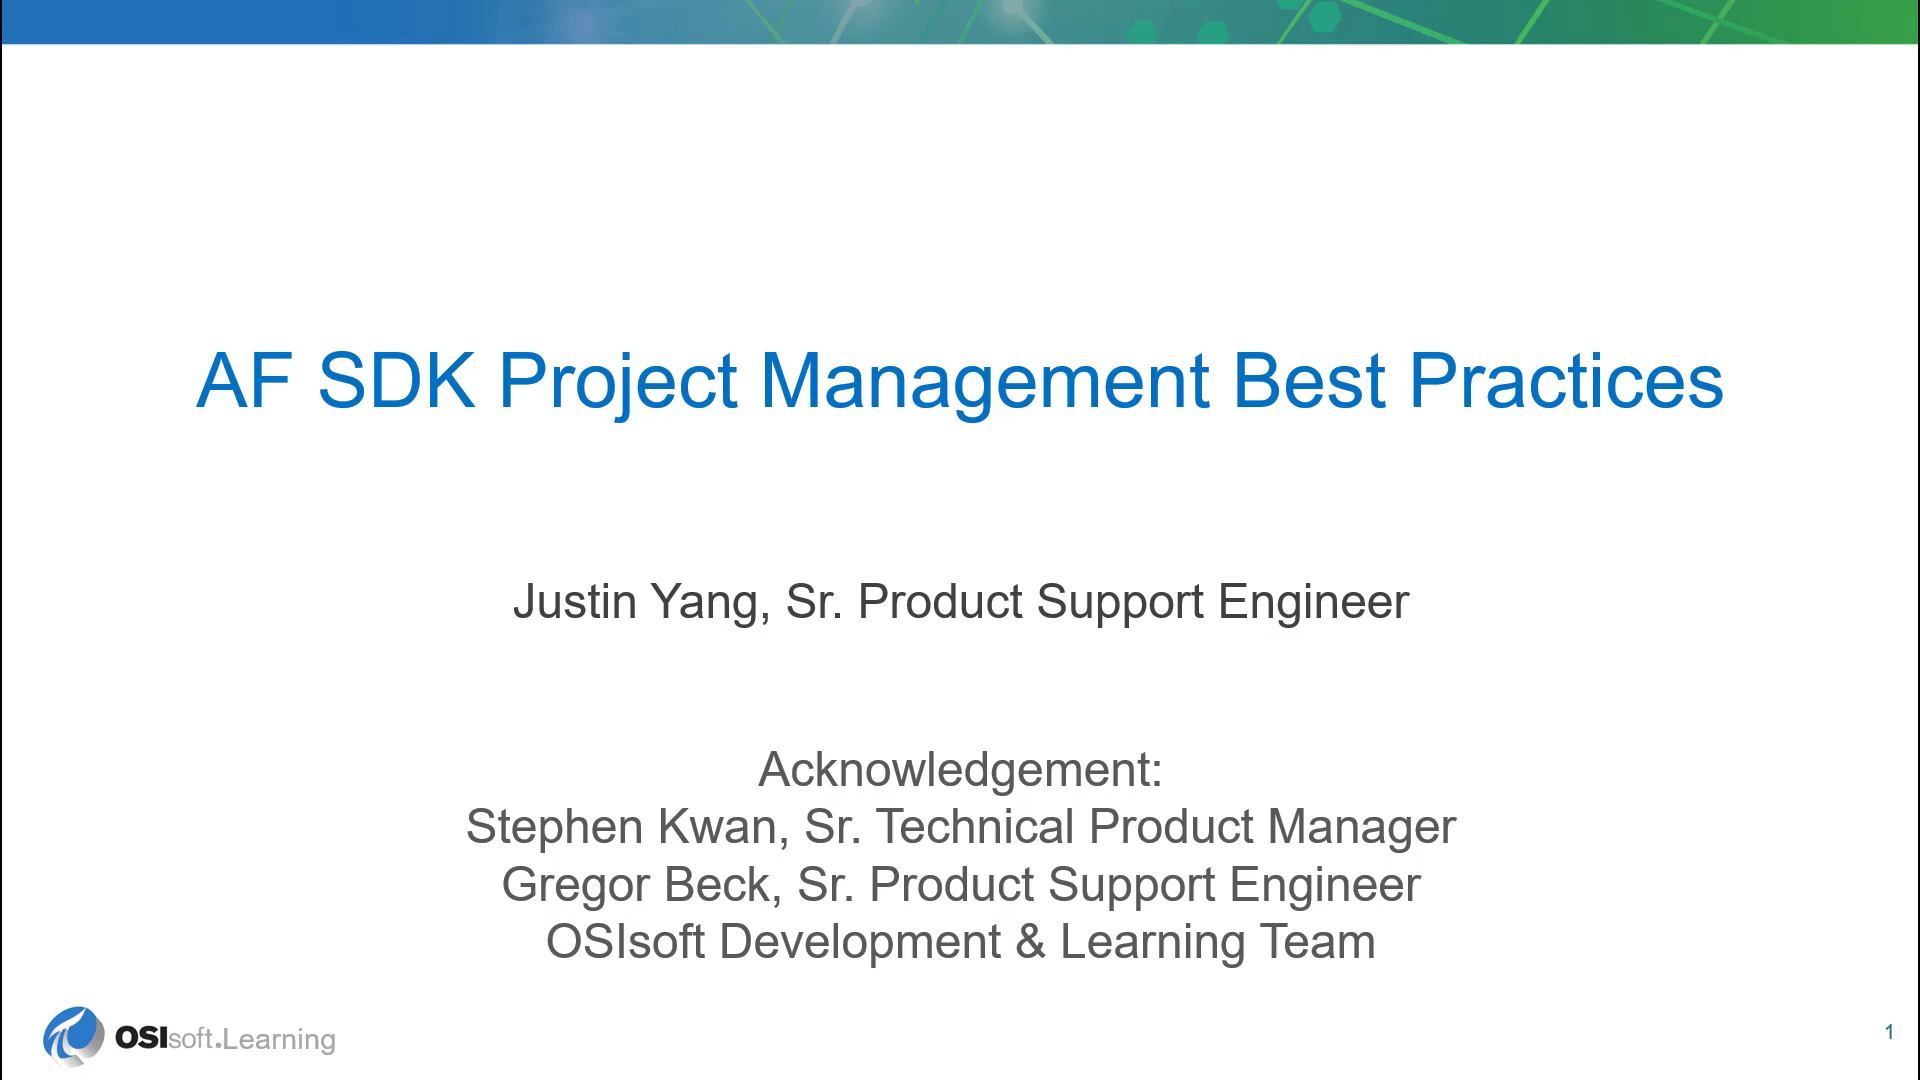 AF SDK Project Management Best Practices
Justin Yang, Sr. Product Support Engineer
Acknowledgement:
Stephen Kwan, Sr. Technical Product Manager
Gregor Beck, Sr. Product Support Engineer
OSIsoft Development & Learning Team
OSIsoft.Learning
1